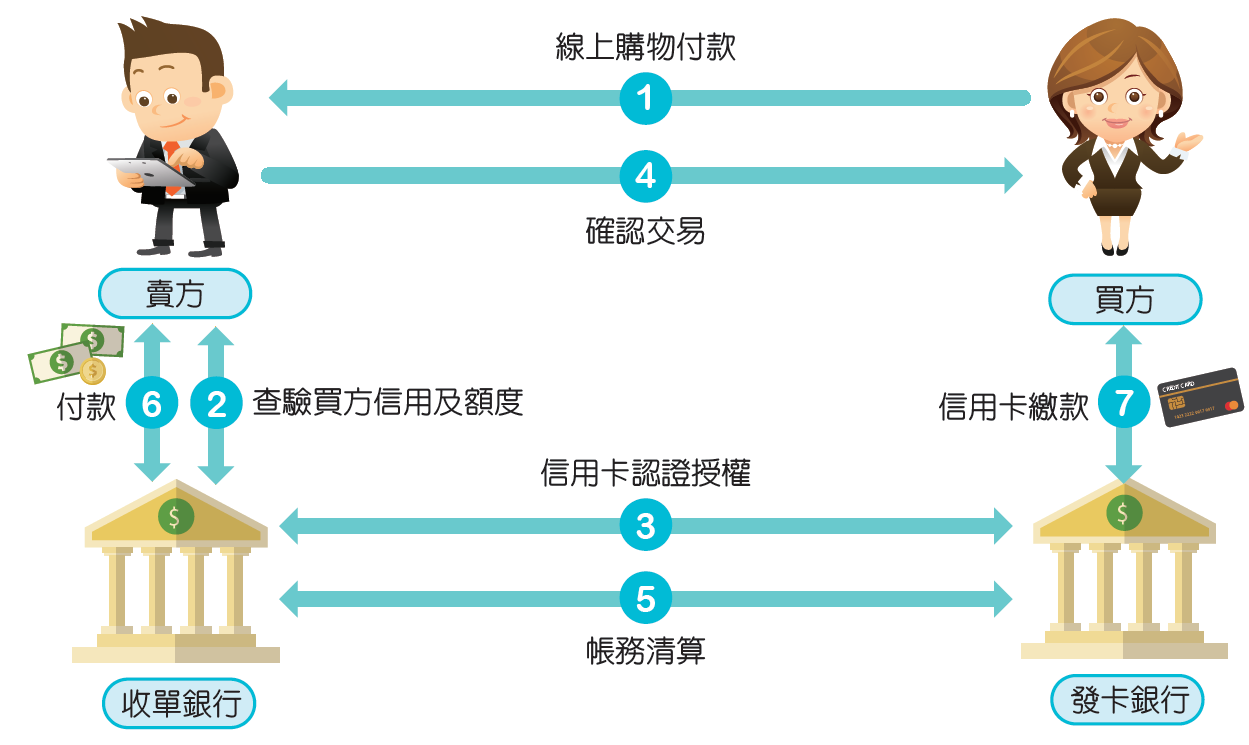 線上購物付款
1
4
確認交易
賣方
買方
付款
6
2
查驗買方信用及額度
信用卡繳款
7
CREDIT CARD
信用卡認證授權
3
5
帳務清算
收單銀行
發卡銀行
$
$
$
$
$